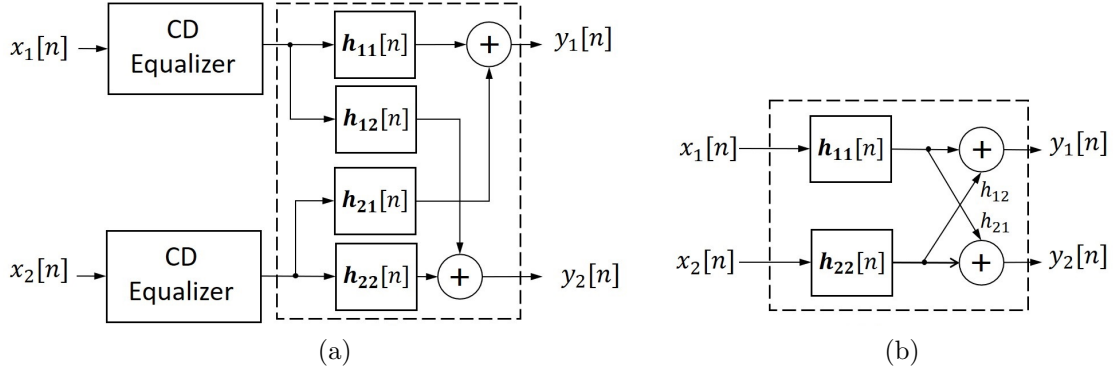 x₁[n]
CD
Equalizer
h₁₁[n]
+
y₁[n]
h₁₂[n]
h₂₁[n]
x₂[n]
CD
Equalizer
h₂₂[n]
+
y₂[n]
(a)
x₁[n]
h₁₁[n]
+
y₁[n]
h₁₂
h₂₁
x₂[n]
h₂₂[n]
+
y₂[n]
(b)